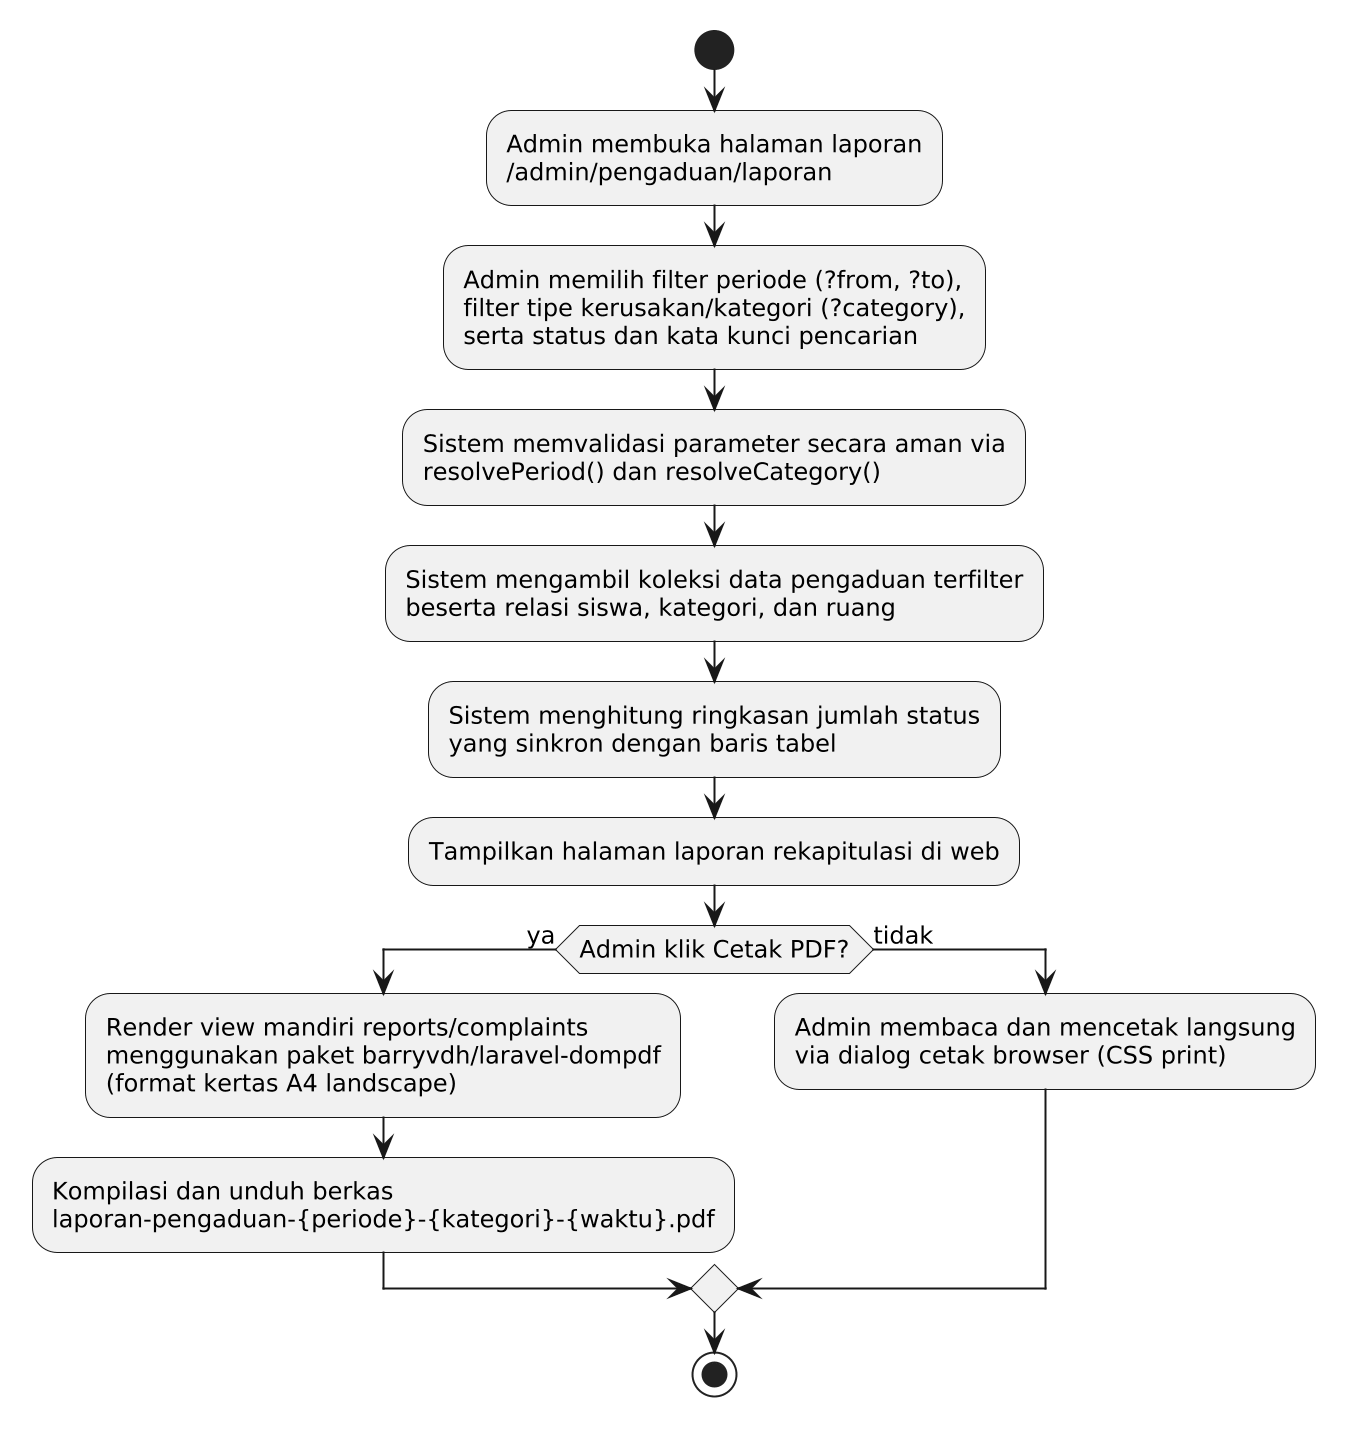 Admin membuka halaman laporan
/admin/pengaduan/laporan
Admin memilih filter periode (?from, ?to),
filter tipe kerusakan/kategori (?category),
serta status dan kata kunci pencarian
Sistem memvalidasi parameter secara aman via
resolvePeriod() dan resolveCategory()
Sistem mengambil koleksi data pengaduan terfilter
beserta relasi siswa, kategori, dan ruang
Sistem menghitung ringkasan jumlah status
yang sinkron dengan baris tabel
Tampilkan halaman laporan rekapitulasi di web
ya
Admin klik Cetak PDF?
tidak
Render view mandiri reports/complaints
menggunakan paket barryvdh/laravel-dompdf
(format kertas A4 landscape)
Admin membaca dan mencetak langsung
via dialog cetak browser (CSS print)
Kompilasi dan unduh berkas
laporan-pengaduan-{periode}-{kategori}-{waktu}.pdf